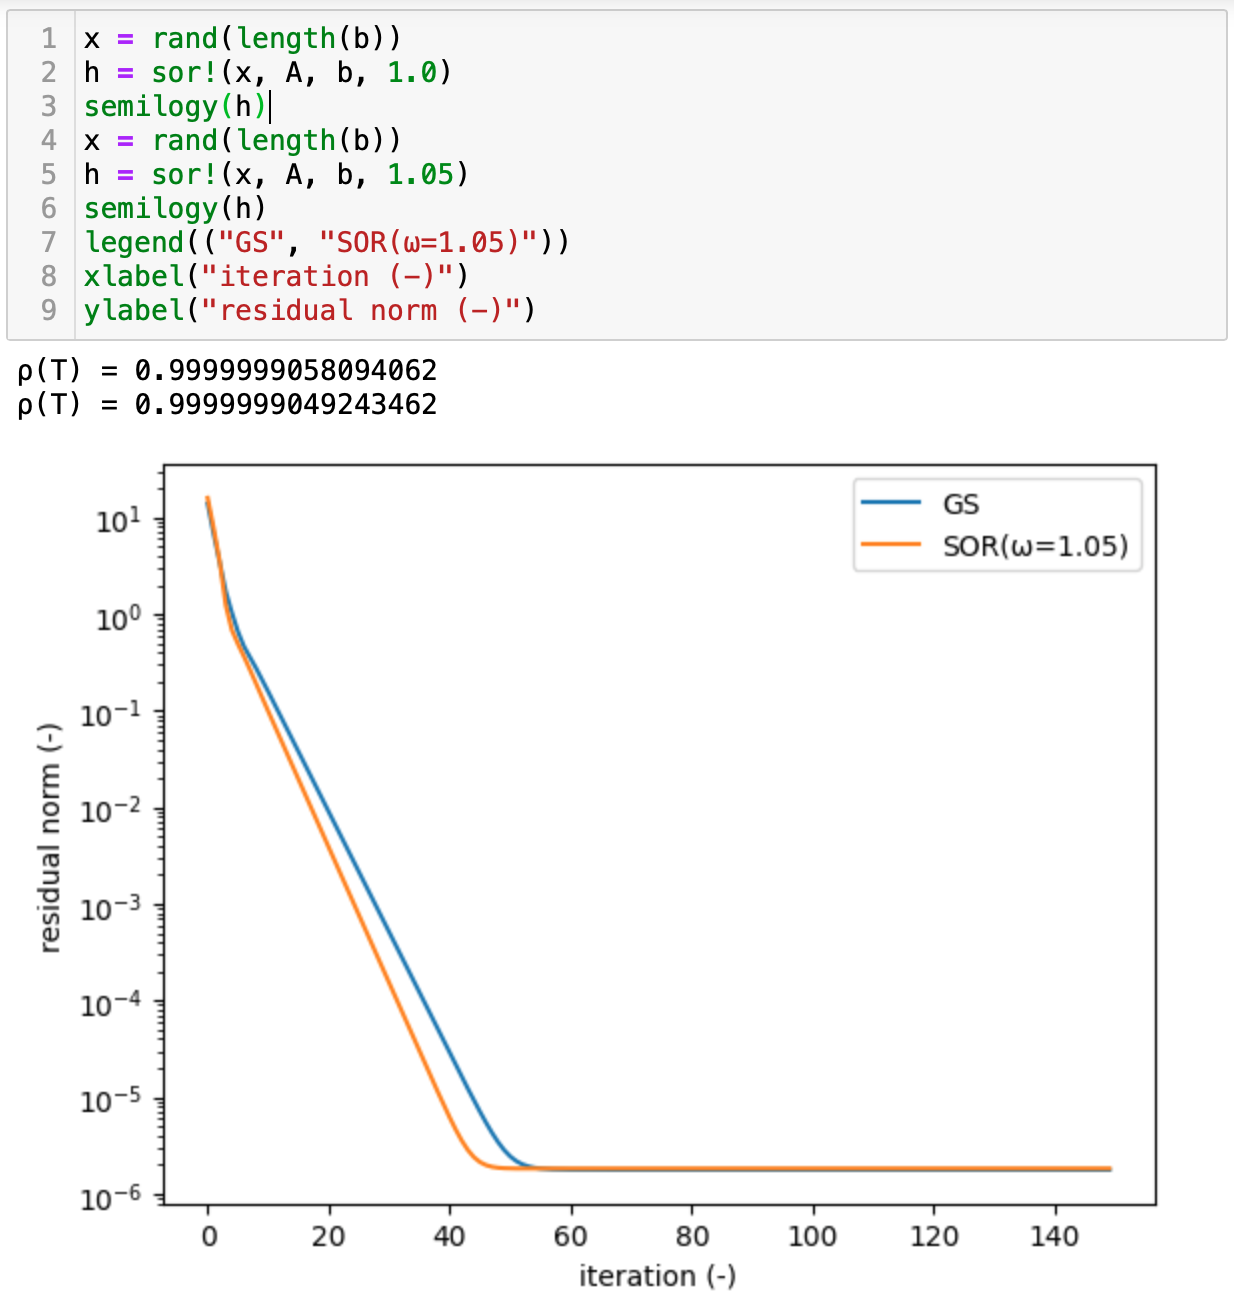 1 x = rand(length(b))
2 h = sor!(x, A, b, 1.0)
3 semilogy(h)
4 x = rand(length(b))
5 h = sor!(x, A, b, 1.05)
6 semilogy(h)
7 legend(("GS", "SOR(ω=1.05)"))
8 xlabel("iteration (-)")
9 ylabel("residual norm (-)")
ρ(T) = 0.9999999058094062
ρ(T) = 0.9999999049243462
GS
SOR(ω=1.05)
10¹
10⁰
10⁻¹
10⁻²
10⁻³
10⁻⁴
10⁻⁵
10⁻⁶
residual norm (-)
0 20 40 60 80 100 120 140
iteration (-)